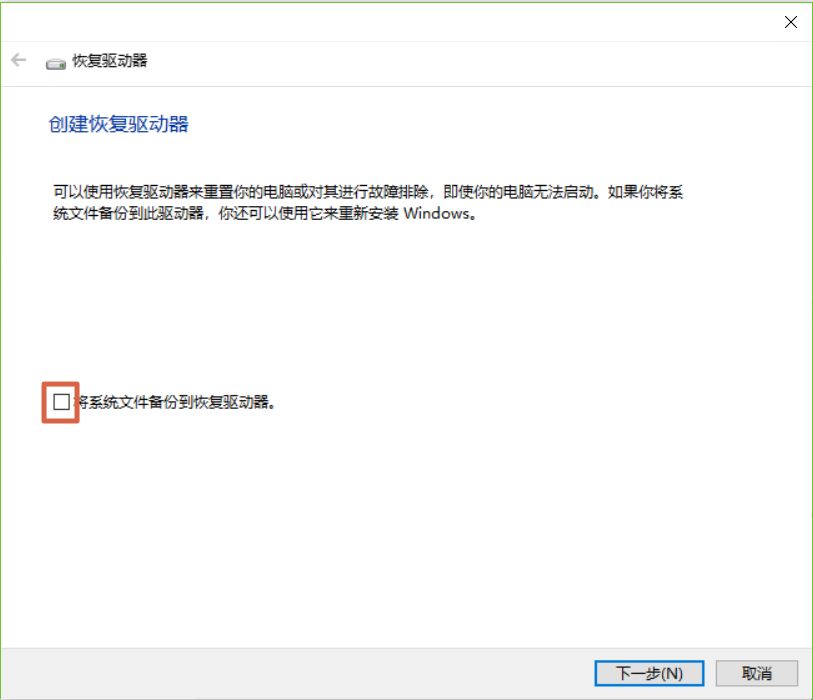 恢复驱动器
创建恢复驱动器
可以使用恢复驱动器来重置你的电脑或对其进行故障排除，即使你的电脑无法启动。如果你将系
统文件备份到此驱动器，你还可以使用它来重新安装 Windows。
将系统文件备份到恢复驱动器。
下一步(N)
取消